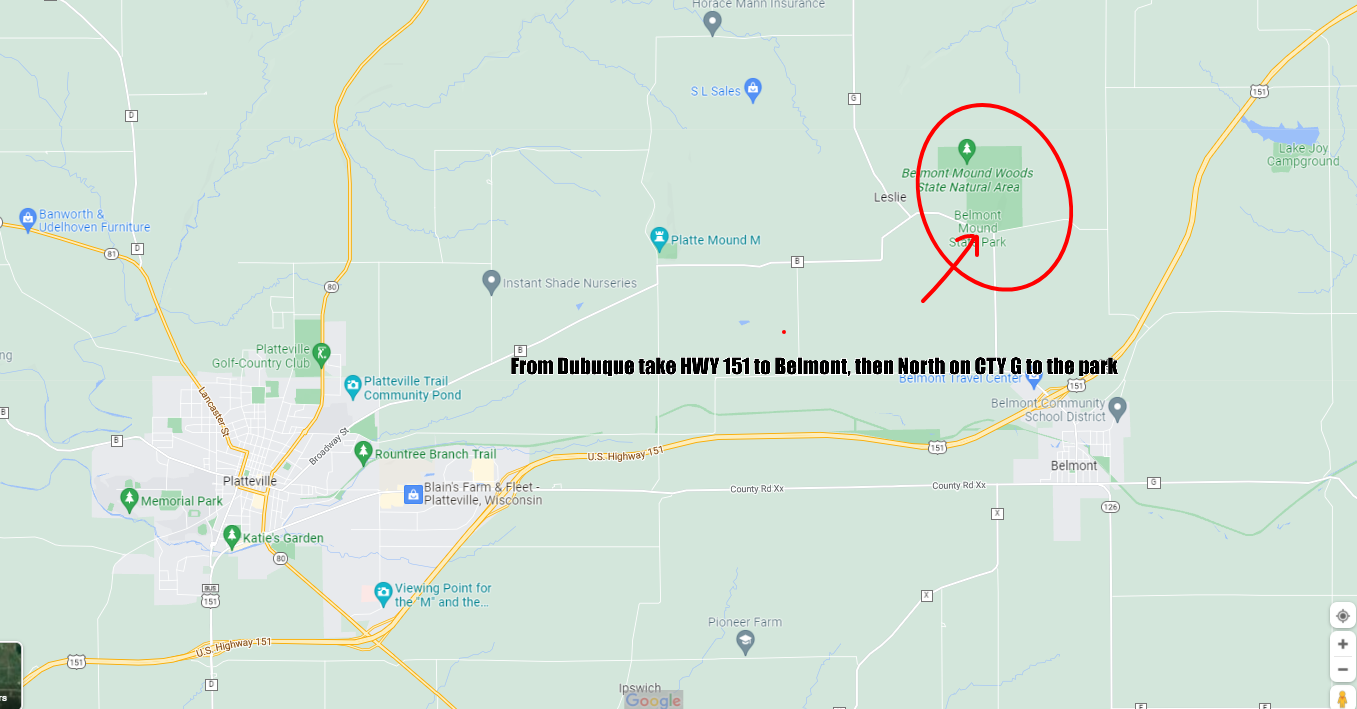 Horace Mann Insurance
S L Sales
G
151
D
Lake Joy
Campground
Belmont Mound Woods
State Natural Area
Leslie
Belmont
Mound
State Park
Banworth &
Udelhoven Furniture
D
81
Platte Mound M
B
Instant Shade Nurseries
80
Platteville
Golf-Country Club
B
From Dubuque take HWY 151 to Belmont, then North on CTY G to the park
Belmont Travel Center
151
Platteville Trail
Community Pond
Lancaster St
Belmont Community
School District
B
B
Broadway St
Rountree Branch Trail
U.S. Highway 151
151
Belmont
Platteville
Blain's Farm & Fleet -
Platteville, Wisconsin
County Rd Xx
County Rd Xx
G
Memorial Park
X
126
Katie's Garden
80
BUS
151
Viewing Point for
the "M" and the...
X
Pioneer Farm
U.S. Highway 151
151
D
Ipswich
Google